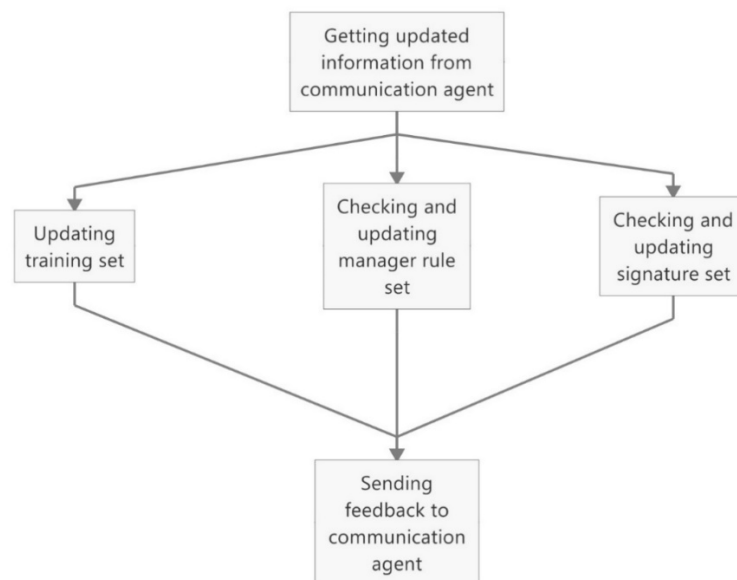 Getting updated
information from
communication agent
Updating
training set
Checking and
updating
manager rule
set
Checking and
updating
signature set
Sending
feedback to
communication
agent